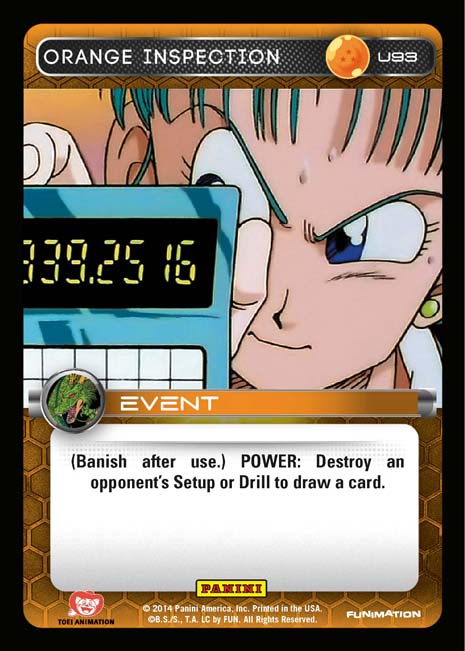 ORANGE INSPECTION U93
339.25 16
EVENT
(Banish after use.) POWER: Destroy an
opponent's Setup or Drill to draw a card.
PANINI
© 2014 Panini America, Inc. Printed in the USA.
©B.S./S., T.A. LC by FUN. All Rights Reserved.
TOEI ANIMATION
FUNIMATION